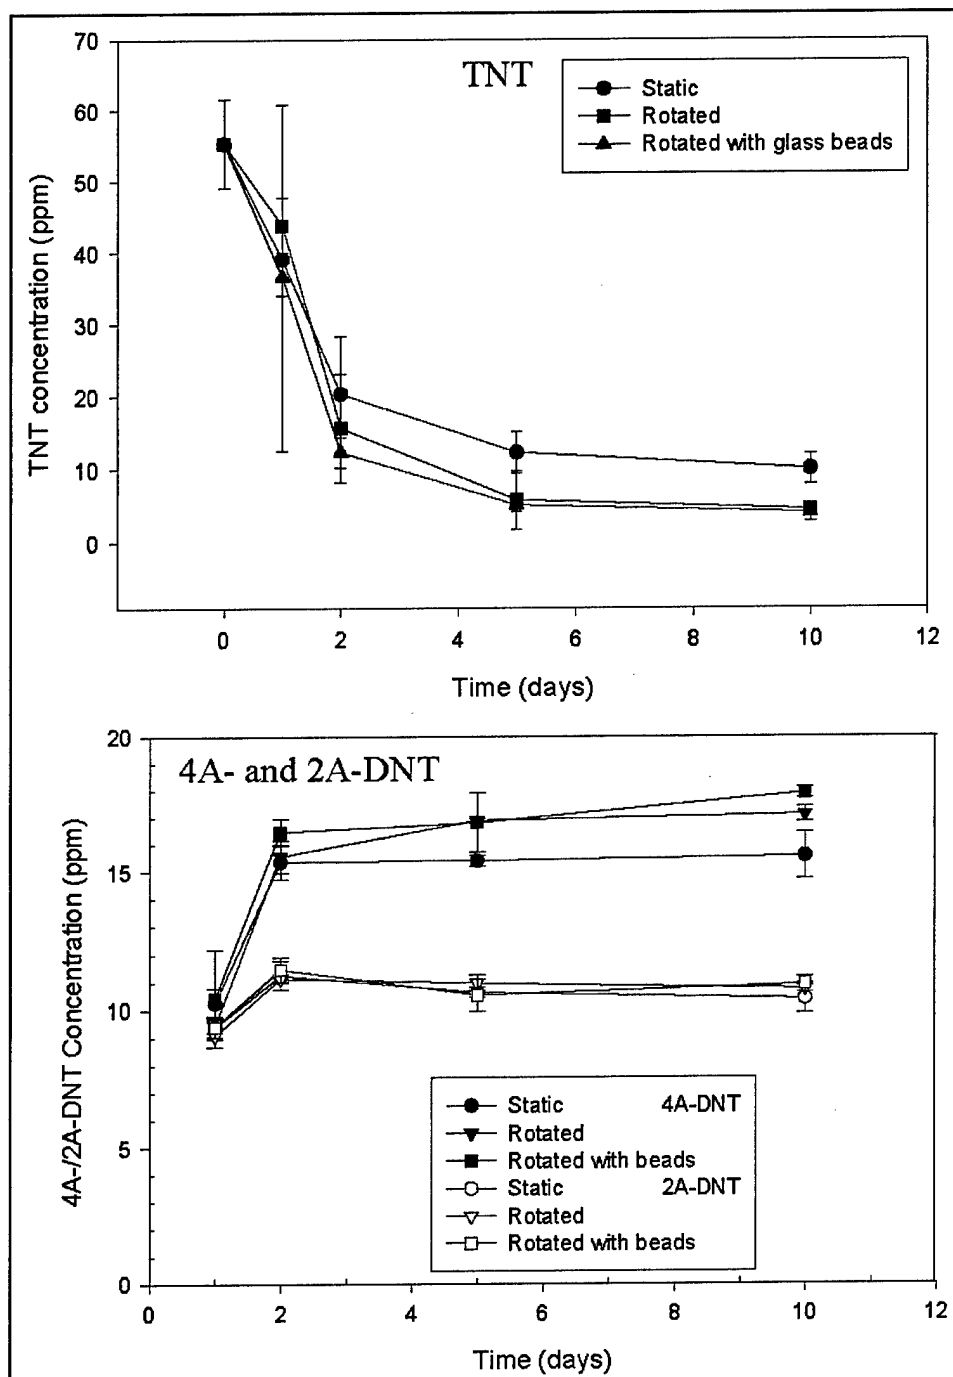 TNT
Static
Rotated
Rotated with glass beads
70
60
50
40
30
20
10
0
TNT concentration (ppm)
0 2 4 6 8 10 12
Time (days)
4A- and 2A-DNT
20
15
10
5
0
4A-/2A-DNT Concentration (ppm)
Static 4A-DNT
Rotated
Rotated with beads
Static 2A-DNT
Rotated
Rotated with beads
0 2 4 6 8 10 12
Time (days)